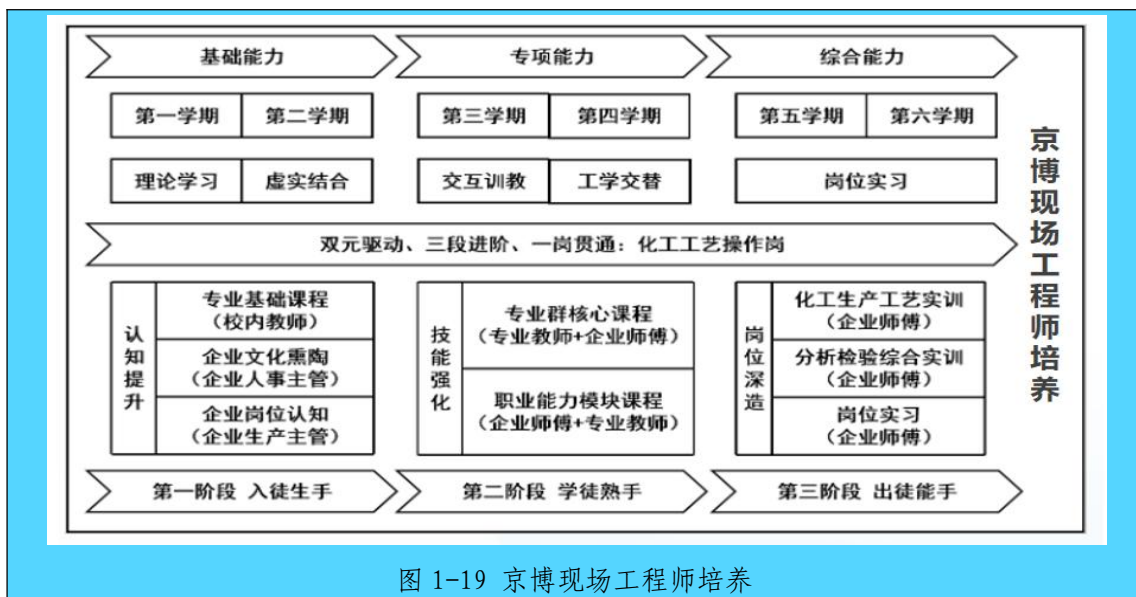 基础能力 专项能力 综合能力
第一学期 第二学期 第三学期 第四学期 第五学期 第六学期
理论学习 虚实结合 交互训教 工学交替 岗位实习
双元驱动、三段进阶、一岗贯通：化工工艺操作岗
认知提升
专业基础课程
（校内教师）
企业文化熏陶
（企业人事主管）
企业岗位认知
（企业生产主管）
技能强化
专业群核心课程
（专业教师+企业师傅）
职业能力模块课程
（企业师傅+专业教师）
岗位深造
化工生产工艺实训
（企业师傅）
分析检验综合实训
（企业师傅）
岗位实习
（企业师傅）
第一阶段 入徒生手 第二阶段 学徒熟手 第三阶段 出徒能手
京博现场工程师培养
图 1-19 京博现场工程师培养